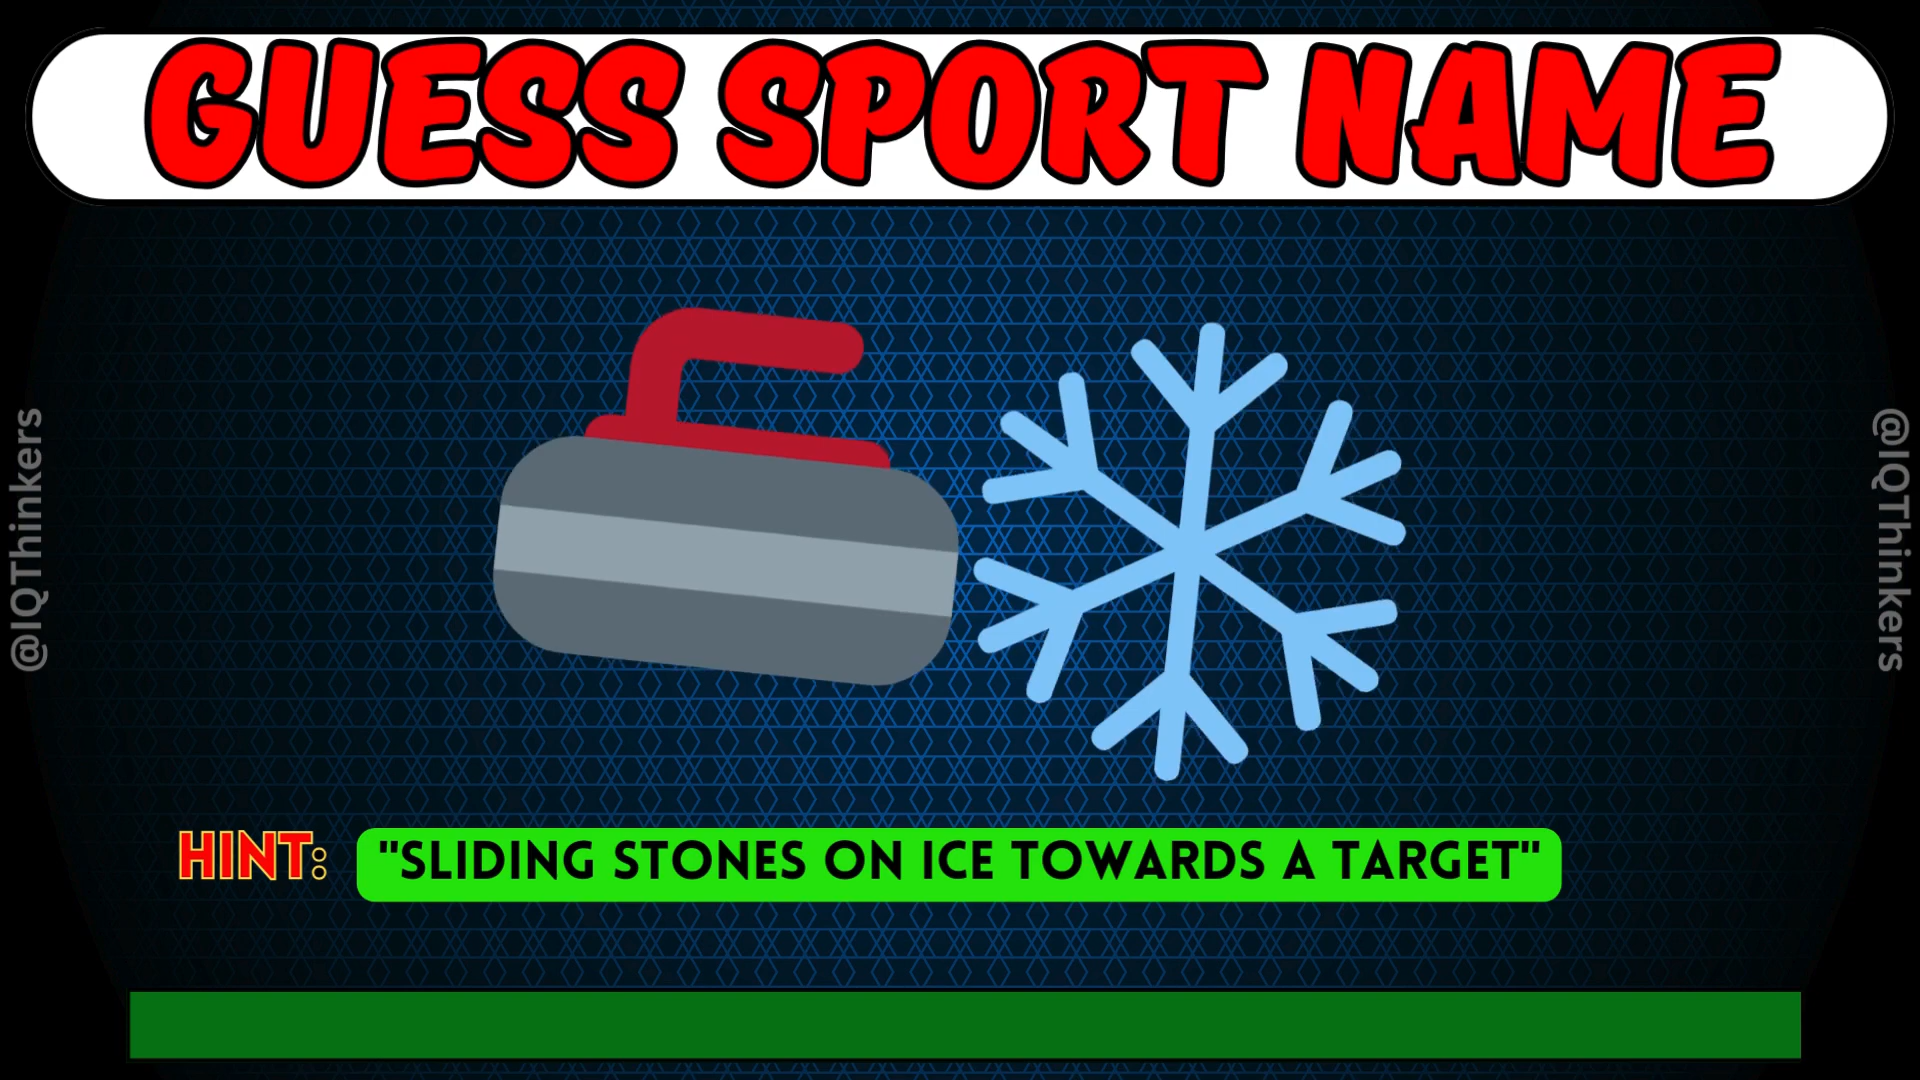 GUESS SPORT NAME
@IQThinkers
@IQThinkers
HINT: "SLIDING STONES ON ICE TOWARDS A TARGET"